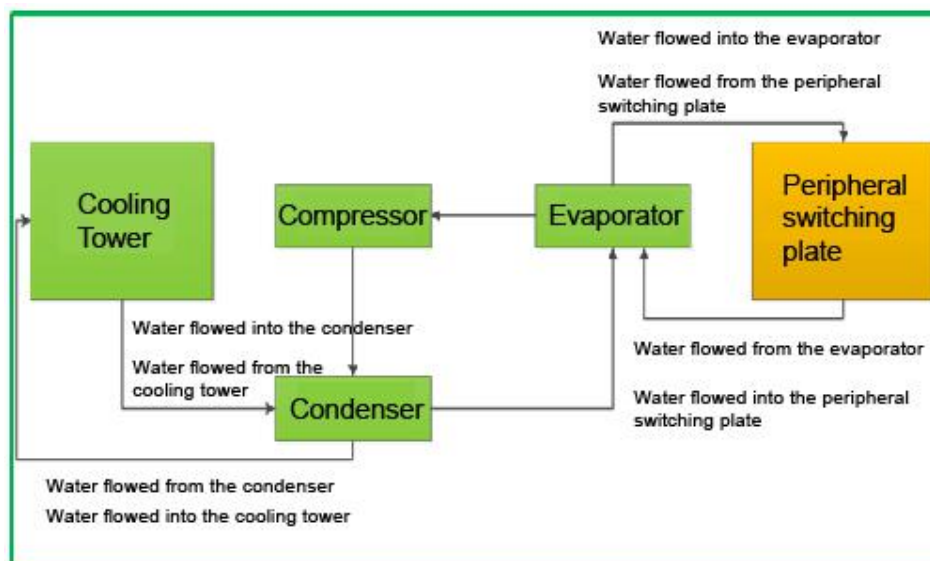 Water flowed into the evaporator
Water flowed from the peripheral
switching plate
Cooling
Tower
Compressor
Evaporator
Peripheral
switching
plate
Water flowed into the condenser
Water flowed from the
cooling tower
Condenser
Water flowed from the evaporator
Water flowed into the peripheral
switching plate
Water flowed from the condenser
Water flowed into the cooling tower